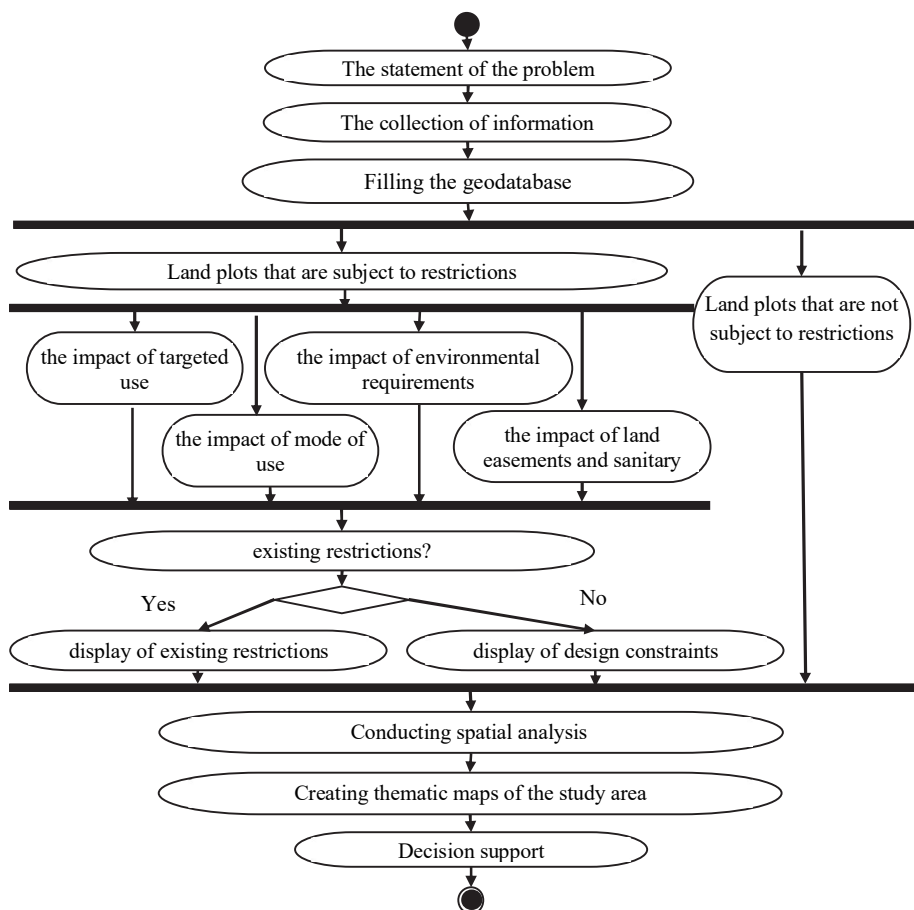 The statement of the problem
The collection of information
Filling the geodatabase
Land plots that are subject to restrictions
Land plots that are not
subject to restrictions
the impact of targeted
use
the impact of environmental
requirements
the impact of mode of
use
the impact of land
easements and sanitary
existing restrictions?
Yes
No
display of existing restrictions
display of design constraints
Conducting spatial analysis
Creating thematic maps of the study area
Decision support